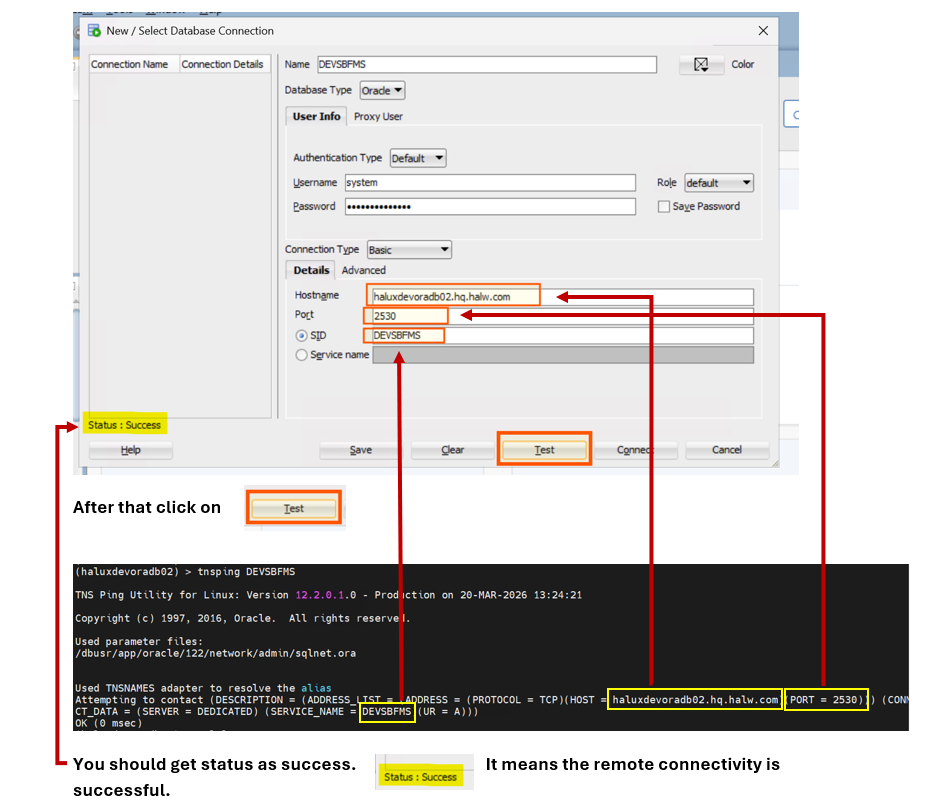 New / Select Database Connection
Connection Name Connection Details
Name DEVSBFMS Color
Database Type Oracle
User Info Proxy User
Authentication Type Default
Username system Role default
Password •••••••••••••• Save Password
Connection Type Basic
Details Advanced
Hostname haluxdevoradb02.hq.halw.com
Port 2530
SID DEVSBFMS
Service name
Status : Success
Help Save Clear Test Connect Cancel
After that click on Test
(haluxdevoradb02) > tnsping DEVSBFMS
TNS Ping Utility for Linux: Version 12.2.0.1.0 - Production on 20-MAR-2026 13:24:21
Copyright (c) 1997, 2016, Oracle.  All rights reserved.
Used parameter files:
/dbusr/app/oracle/122/network/admin/sqlnet.ora
Used TNSNAMES adapter to resolve the alias
Attempting to contact (DESCRIPTION = (ADDRESS_LIST = (ADDRESS = (PROTOCOL = TCP)(HOST = haluxdevoradb02.hq.halw.com)(PORT = 2530))) (CONN
CT_DATA = (SERVER = DEDICATED) (SERVICE_NAME = DEVSBFMS (UR = A)))
OK (0 msec)
You should get status as success. Status : Success It means the remote connectivity is
successful.